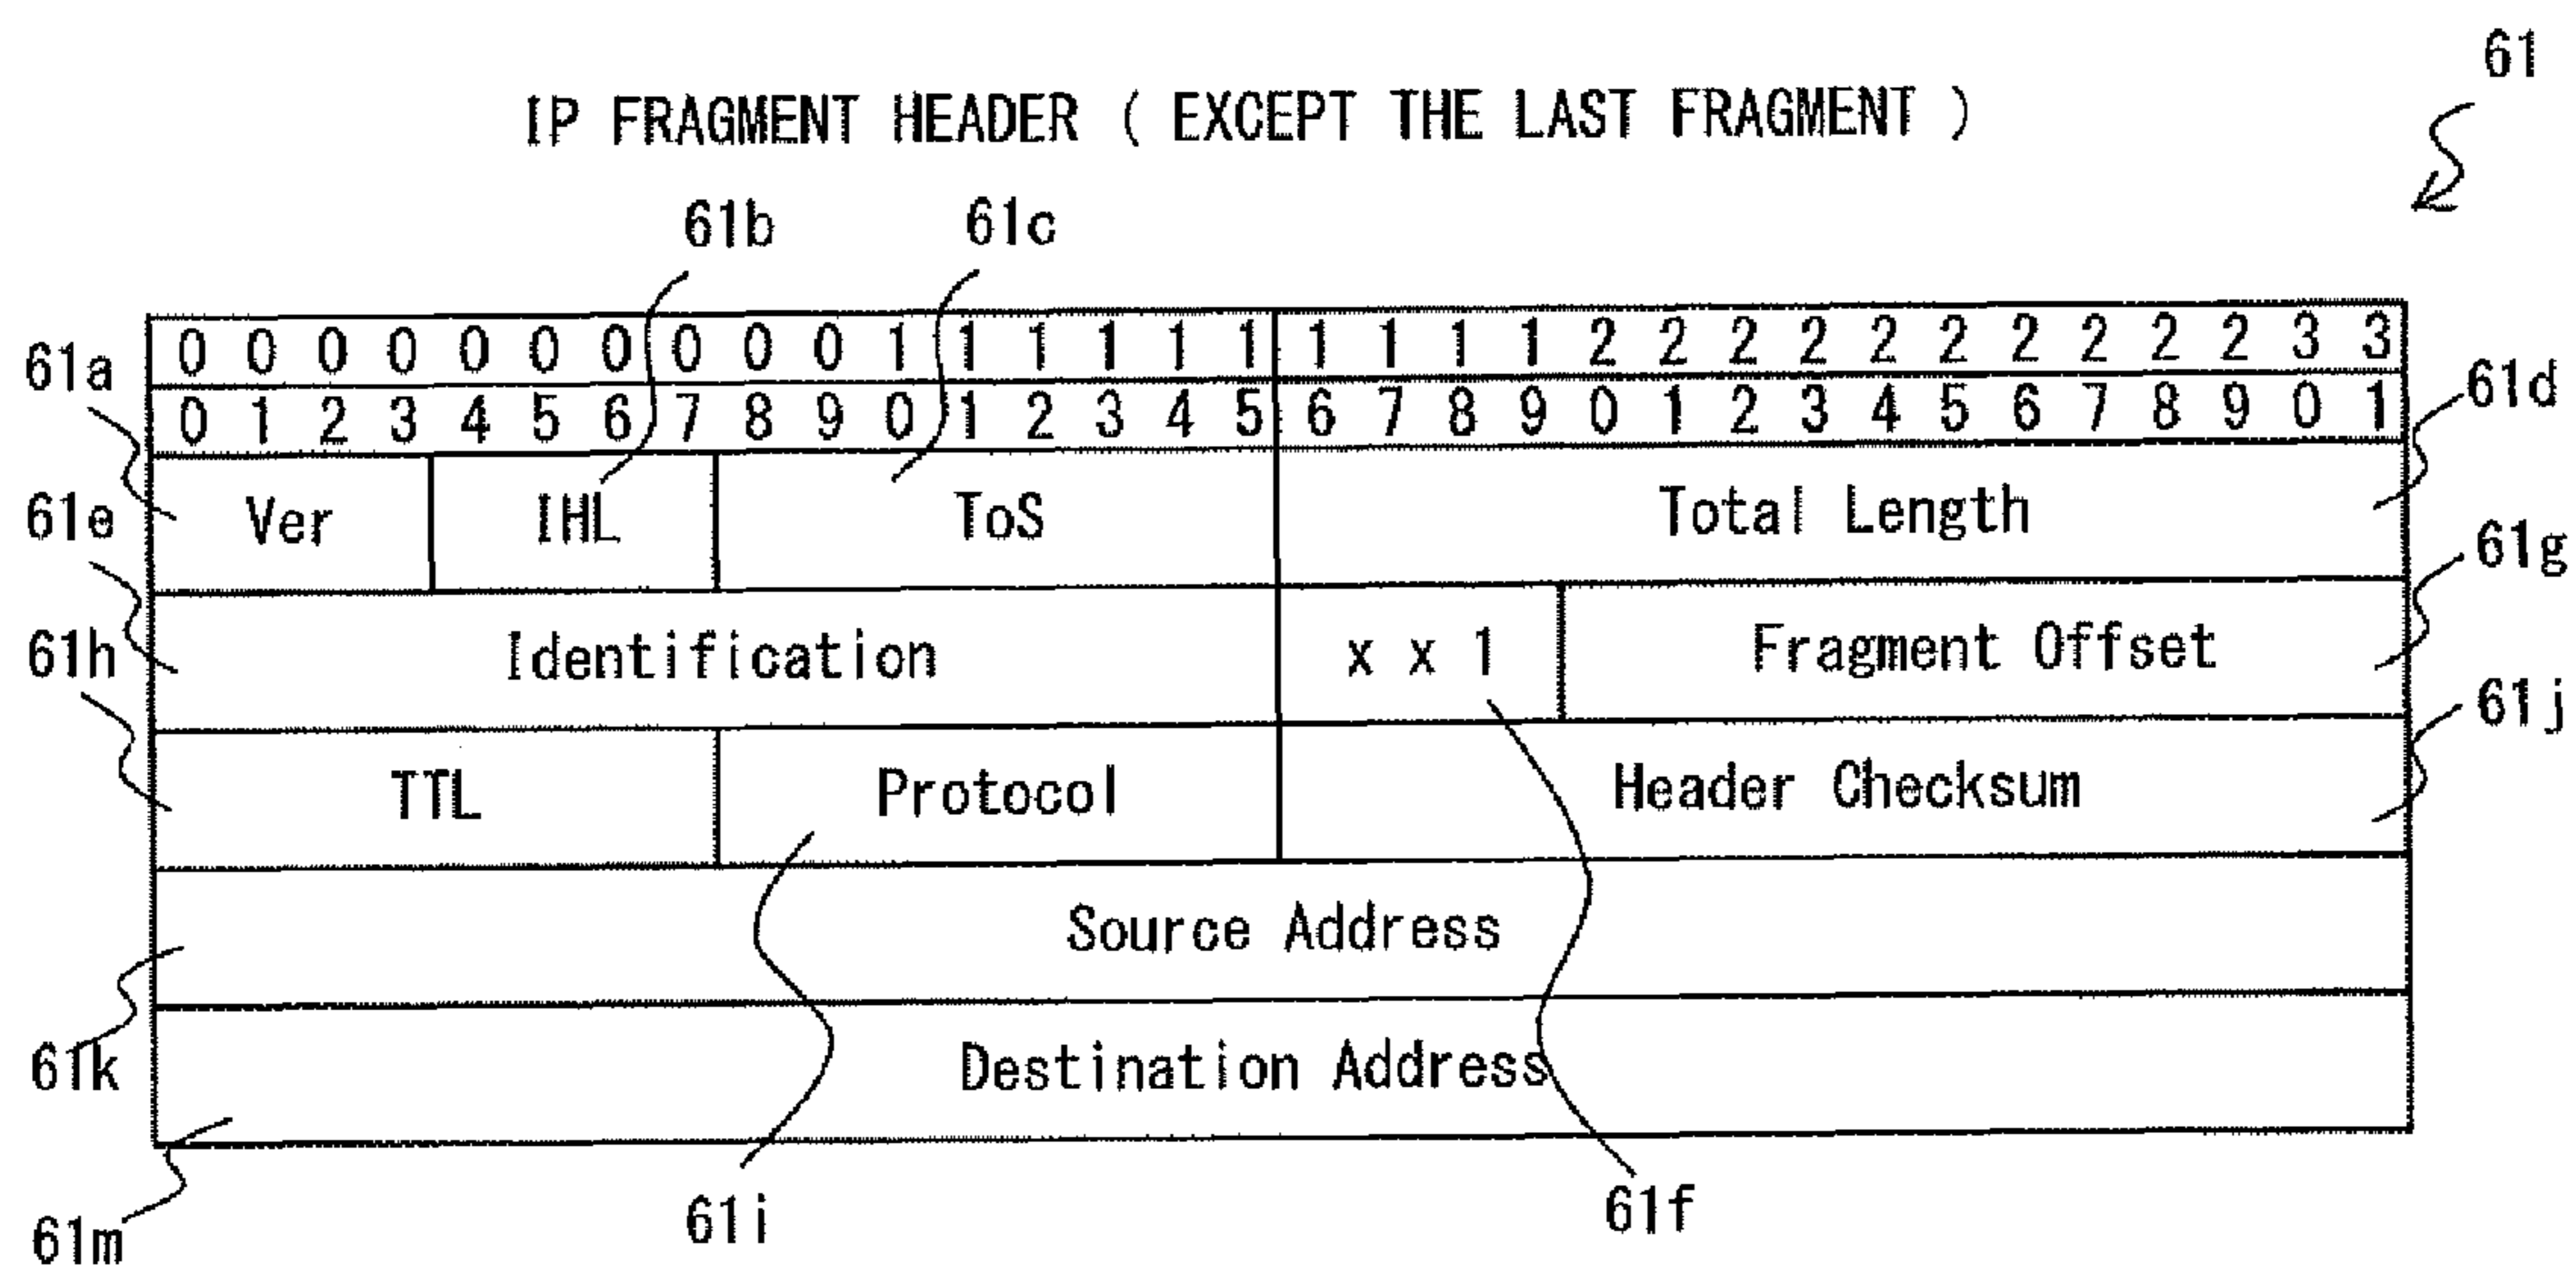 61
IP FRAGMENT HEADER ( EXCEPT THE LAST FRAGMENT )
61b 61c
0 0 0 0 0 0 0 0 0 0 1 1 1 1 1 1 1 1 1 1 2 2 2 2 2 2 2 2 2 2 3 3
61a
0 1 2 3 4 5 6 7 8 9 0 1 2 3 4 5 6 7 8 9 0 1 2 3 4 5 6 7 8 9 0 1
61d
61e Ver IHL ToS Total Length
61g
61h Identification x x 1 Fragment Offset
61j
TTL Protocol Header Checksum
Source Address
61k Destination Address
61m 61i 61f